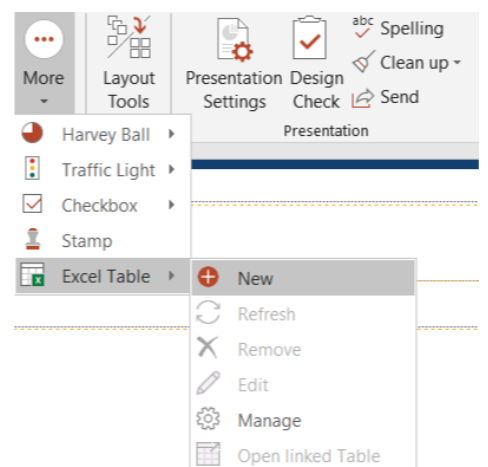 abc Spelling
Clean up
Send
More
Layout
Tools
Presentation
Settings
Design
Check
Presentation
Harvey Ball
Traffic Light
Checkbox
Stamp
Excel Table
New
Refresh
Remove
Edit
Manage
Open linked Table